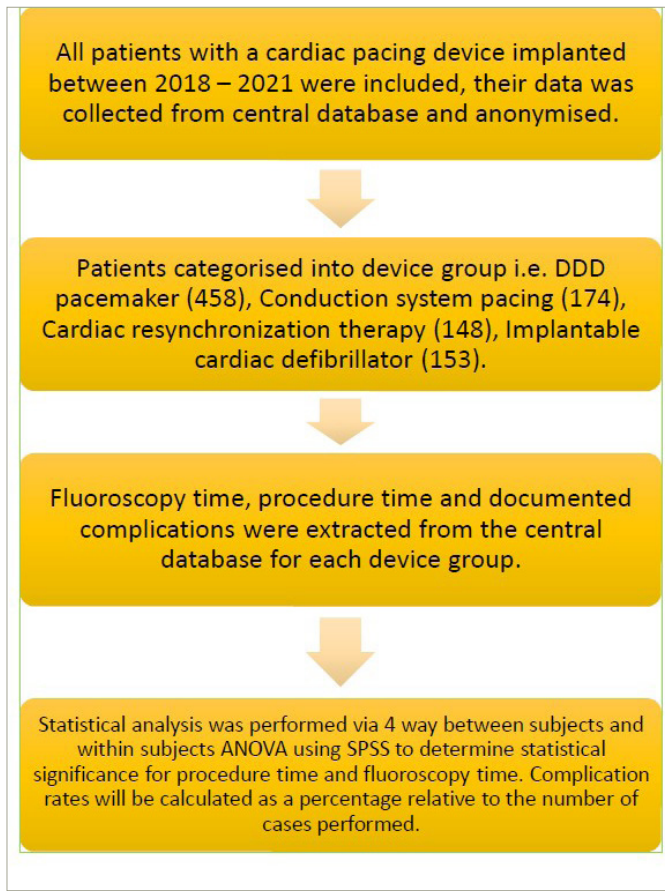 All patients with a cardiac pacing device implanted
between 2018 – 2021 were included, their data was
collected from central database and anonymised.
Patients categorised into device group i.e. DDD
pacemaker (458), Conduction system pacing (174),
Cardiac resynchronization therapy (148), Implantable
cardiac defibrillator (153).
Fluoroscopy time, procedure time and documented
complications were extracted from the central
database for each device group.
Statistical analysis was performed via 4 way between subjects and
within subjects ANOVA using SPSS to determine statistical
significance for procedure time and fluoroscopy time. Complication
rates will be calculated as a percentage relative to the number of
cases performed.